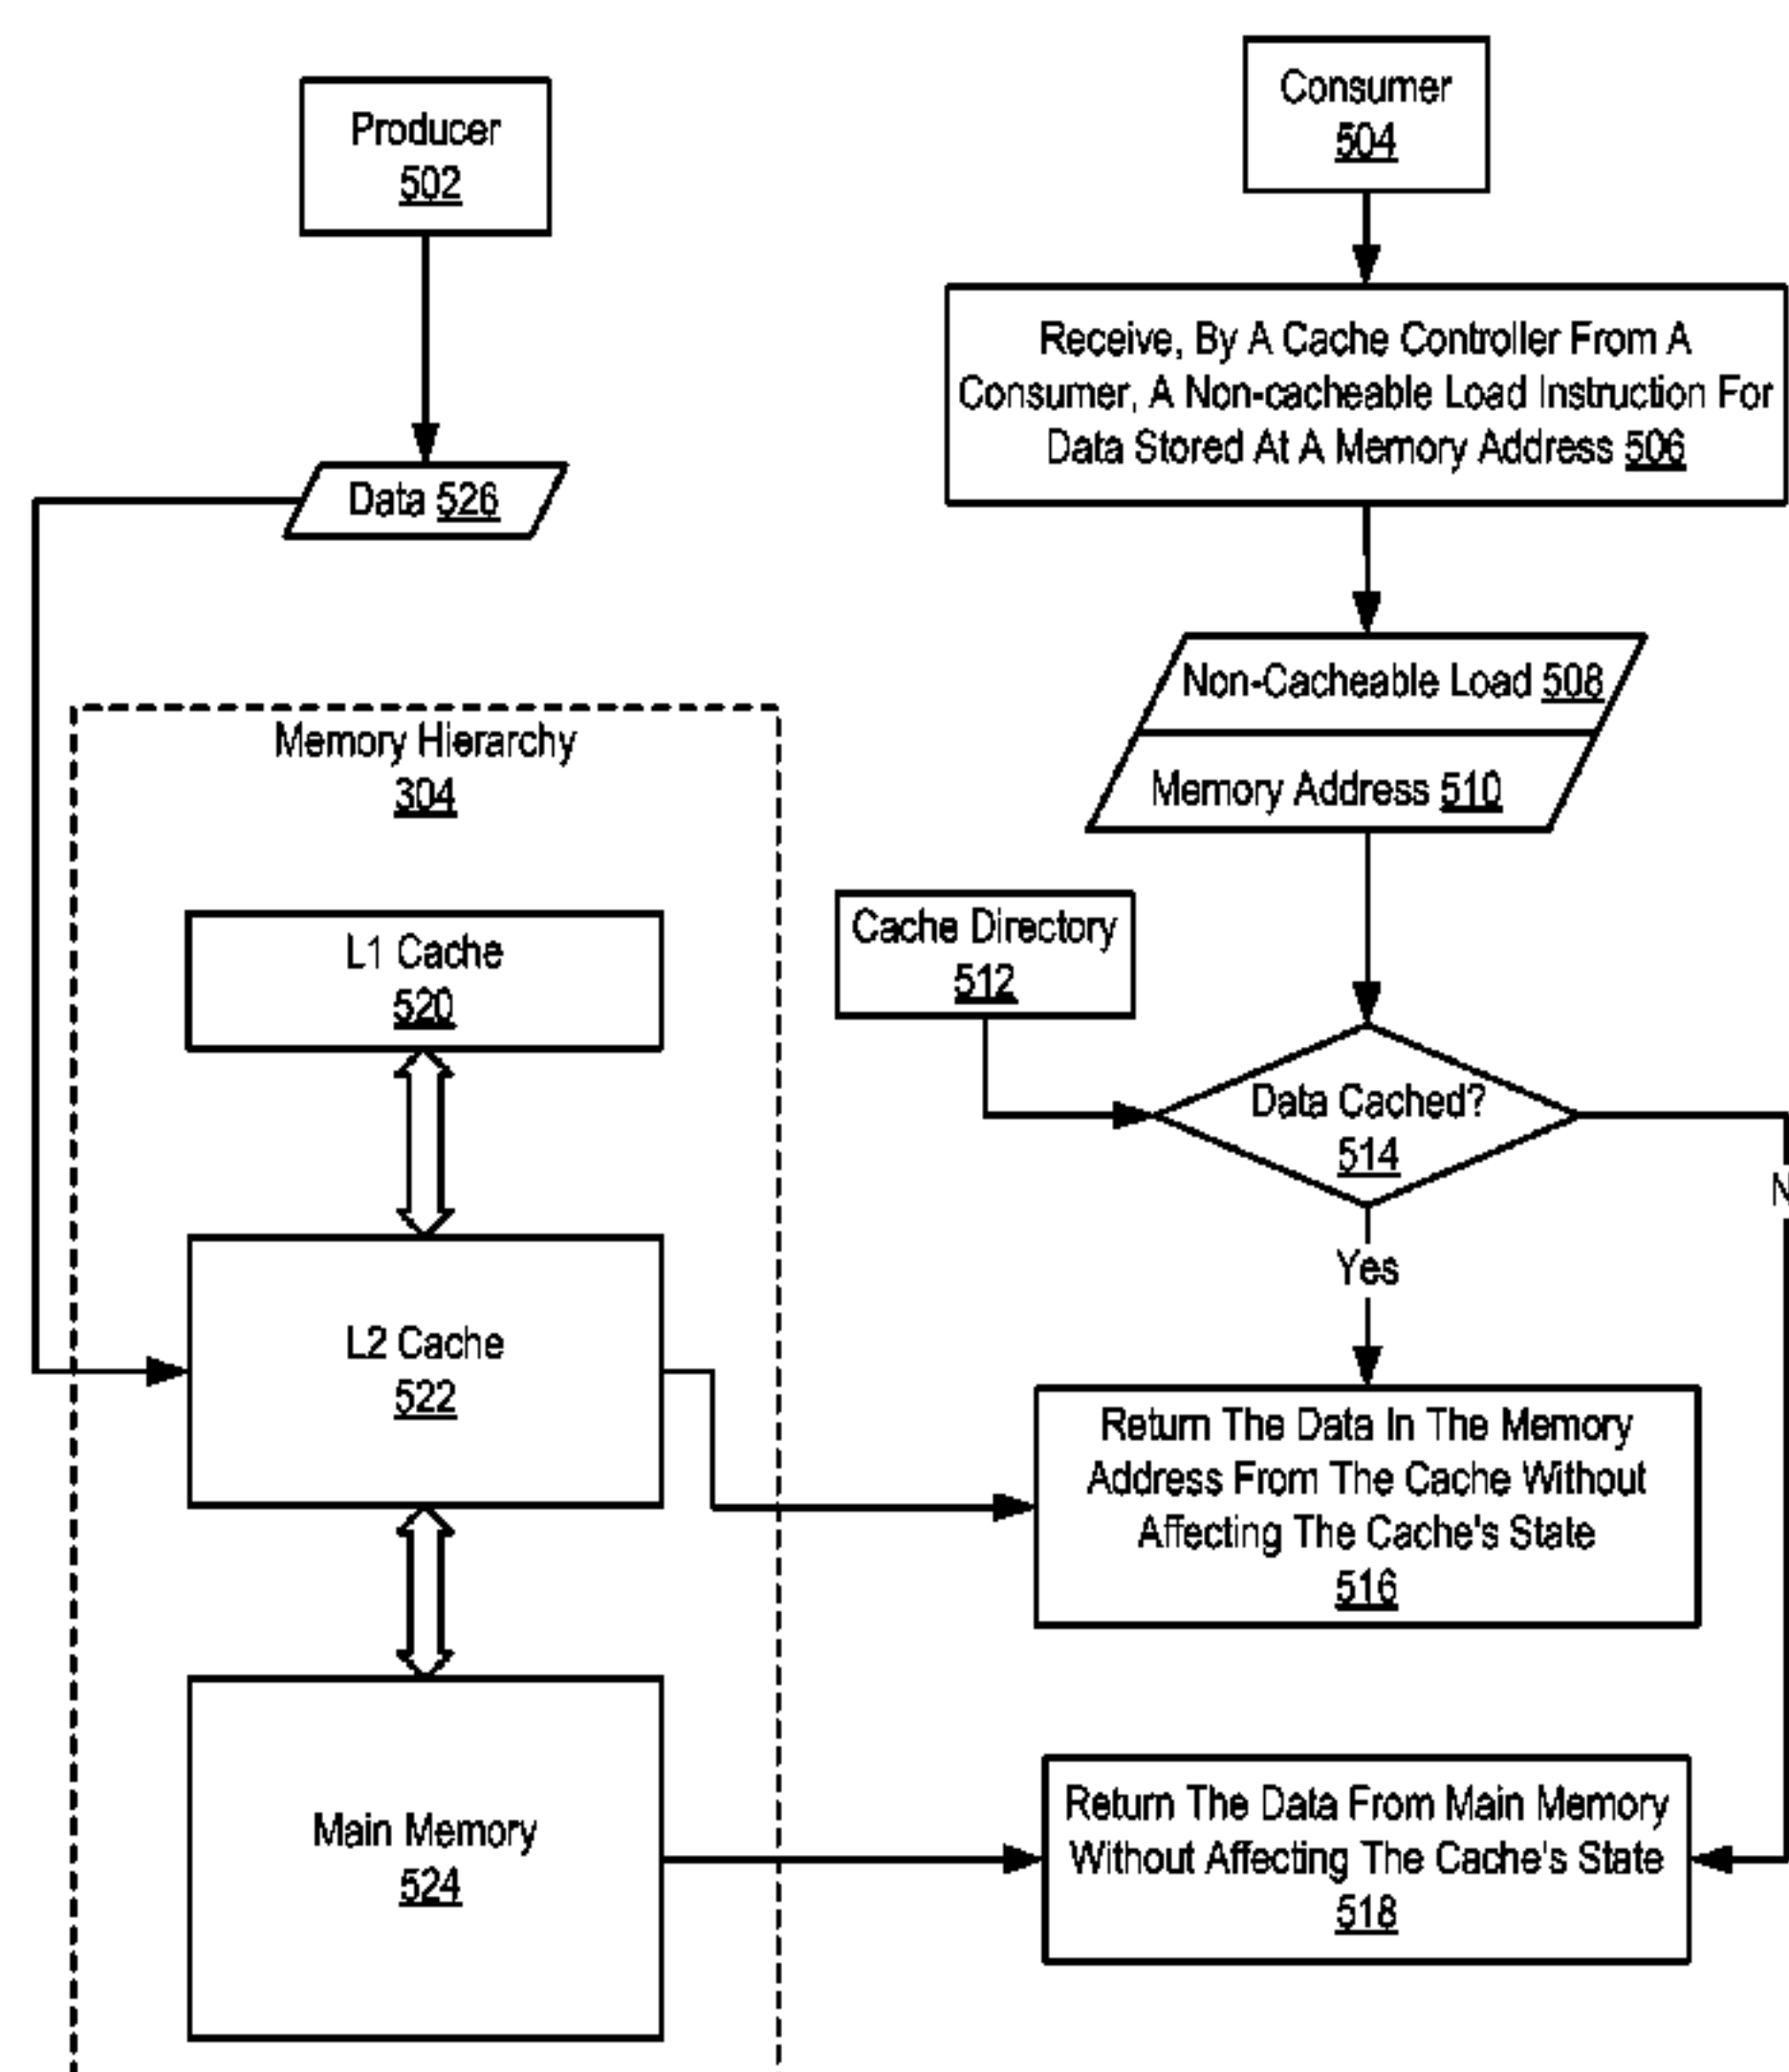 Producer
502
Consumer
504
Receive, By A Cache Controller From A
Consumer, A Non-cacheable Load Instruction For
Data Stored At A Memory Address 506
Data 526
Non-Cacheable Load 508
Memory Address 510
Memory Hierarchy
304
Cache Directory
512
L1 Cache
520
Data Cached?
514
Yes
L2 Cache
522
Return The Data In The Memory
Address From The Cache Without
Affecting The Cache's State
516
Main Memory
524
Return The Data From Main Memory
Without Affecting The Cache's State
518